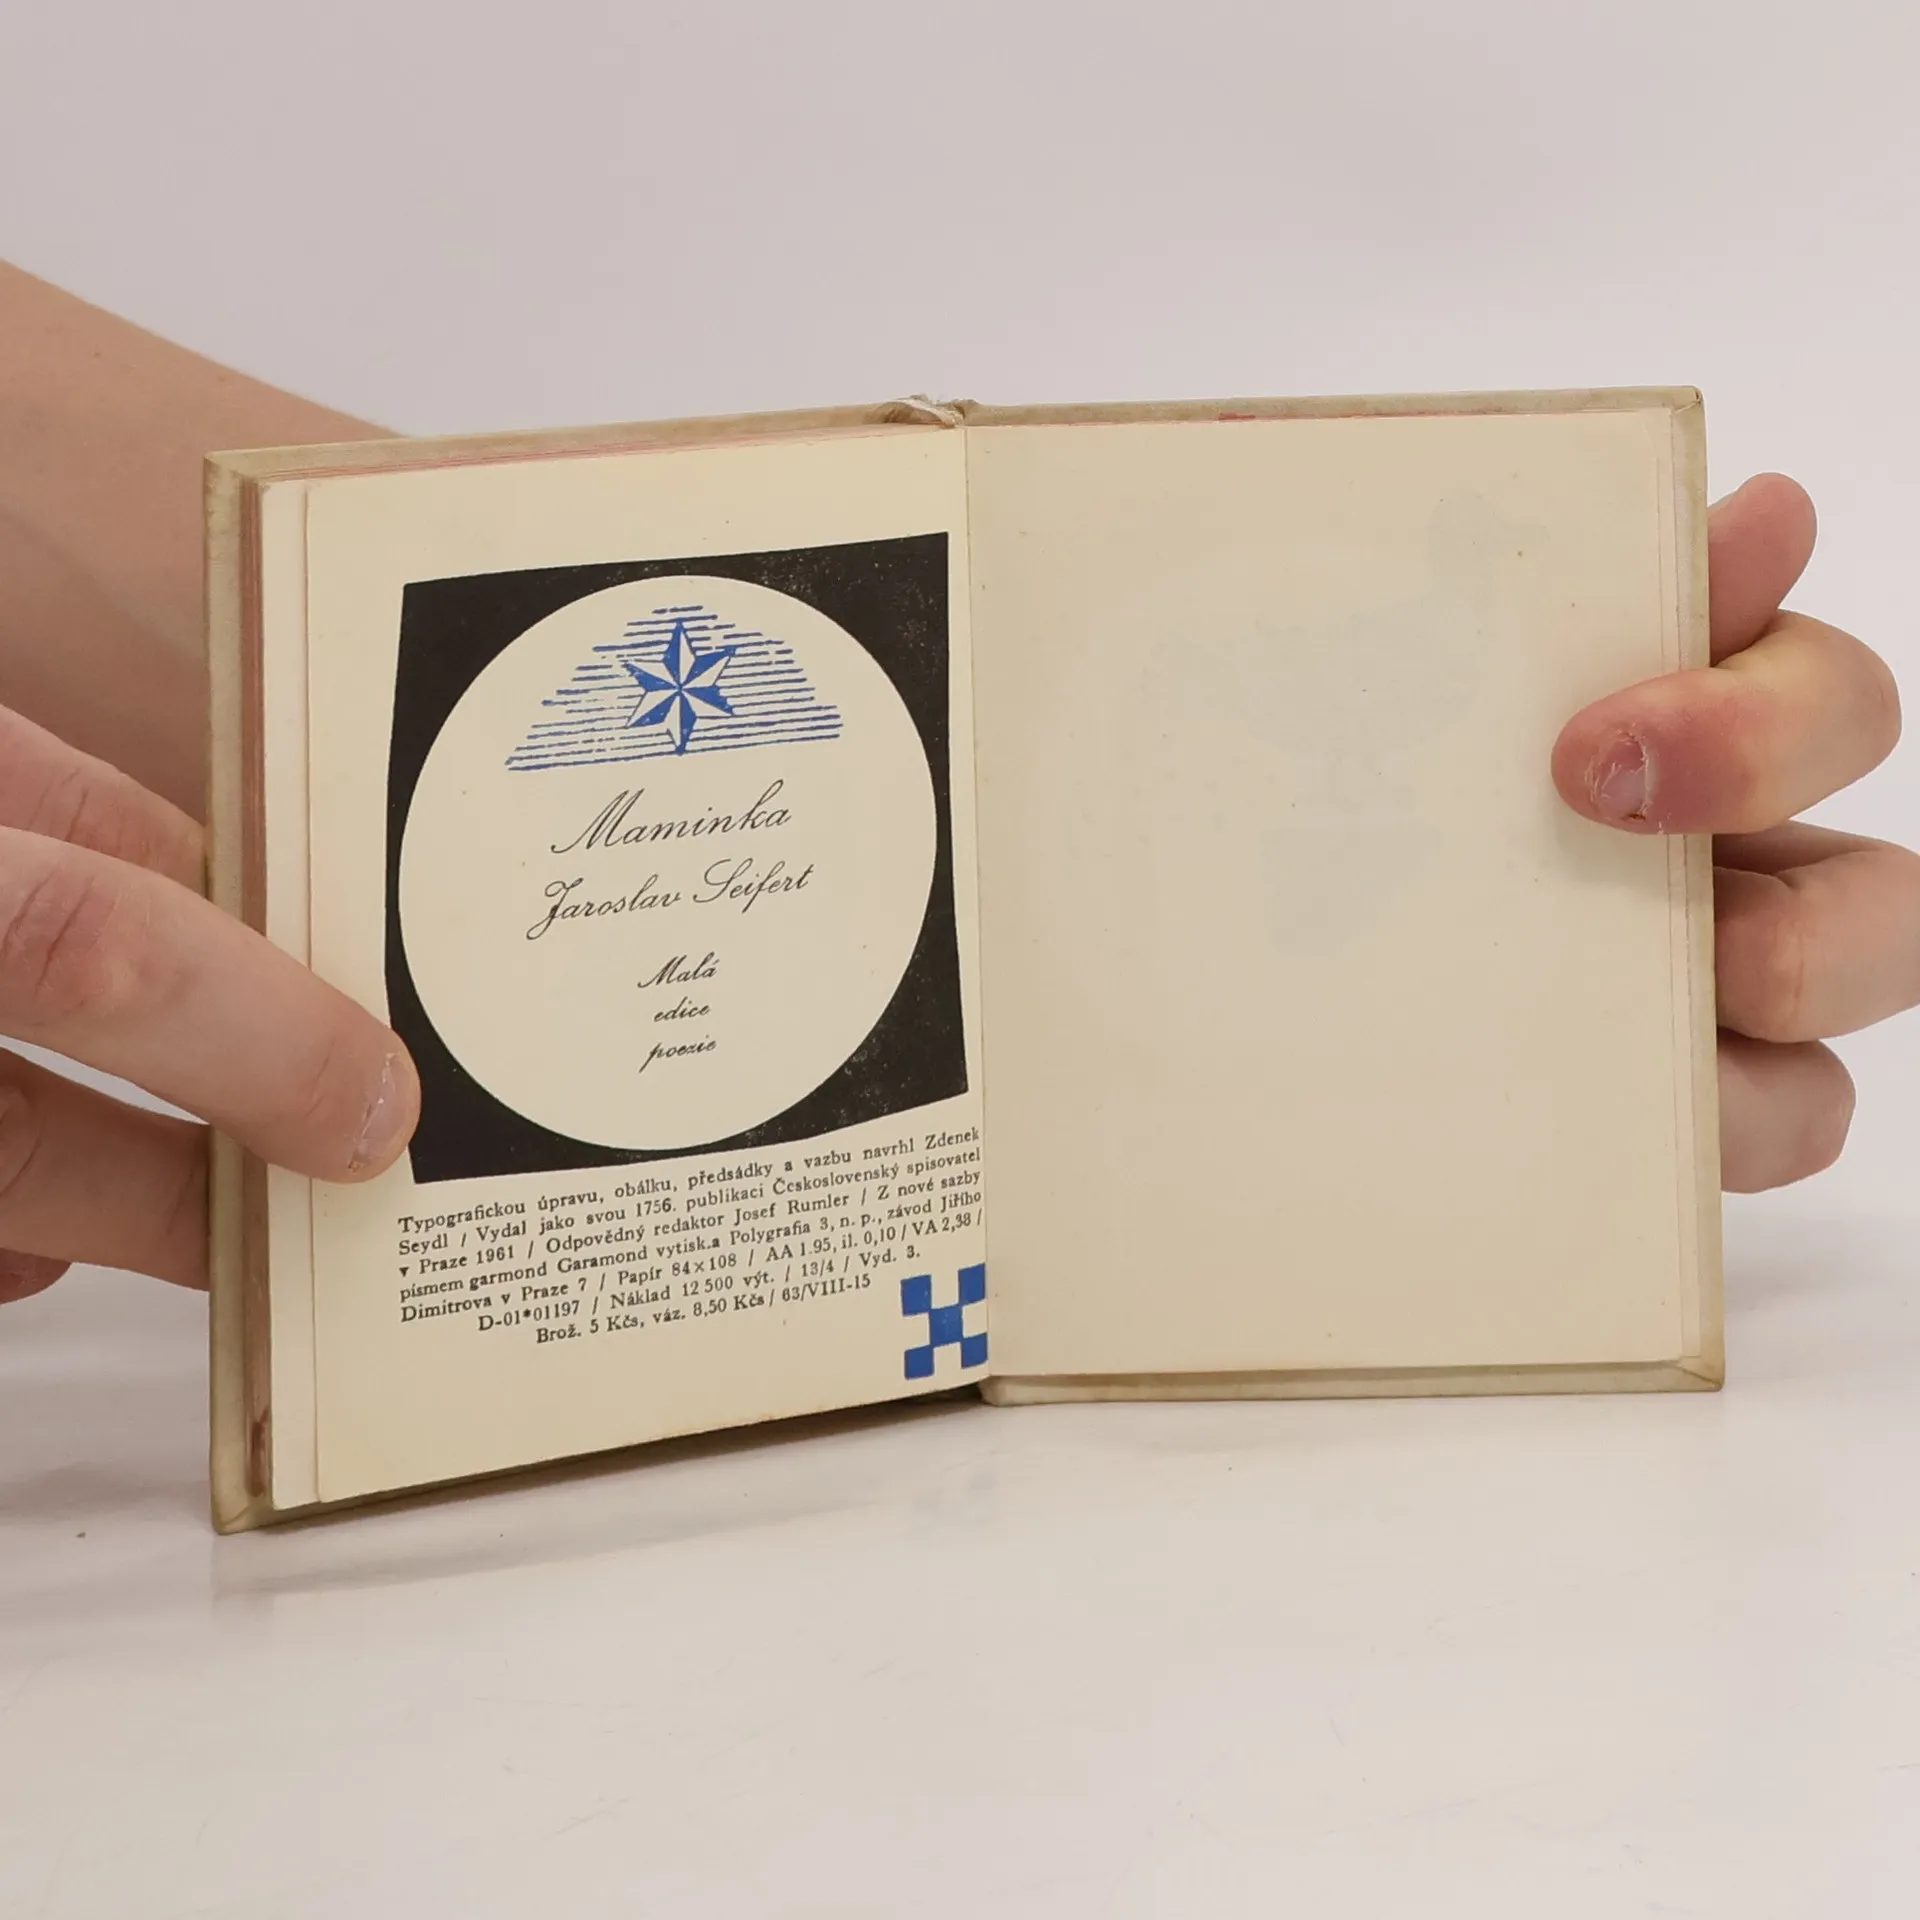 Maminka
Jaroslav Seifert
Malá
edice
poezie
Typografickou úpravu, obálku, předsádky a vazbu navrhl Zdenek
Seydl / Vydal jako svou 1756. publikaci Československý spisovatel
v Praze 1961 / Odpovědný redaktor Josef Rumler / Z nové sazby
písmem garmond Garamond vytisk.a Polygrafia 3, n. p., závod Jiřího
Dimitrova v Praze 7 / Papír 84×108 / AA 1.95, il. 0,10 / VA 2,38 /
D-01*01197 / Náklad 12 500 výt. / 13/4 / Vyd. 3.
Brož. 5 Kčs, váz. 8,50 Kčs / 63/VIII-15